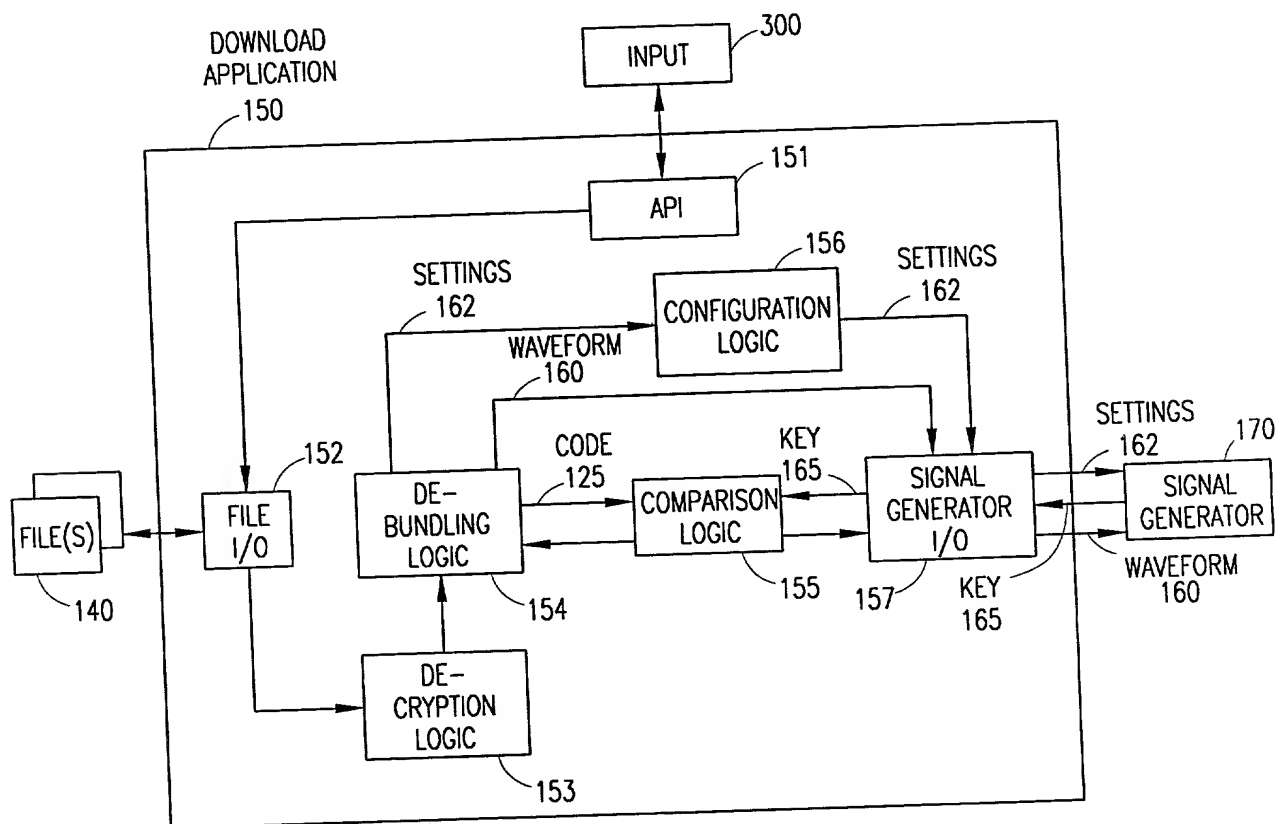 DOWNLOAD
APPLICATION
150
300
INPUT
151
API
156
SETTINGS
162
CONFIGURATION
LOGIC
SETTINGS
162
WAVEFORM
160
SETTINGS
162
170
CODE
125
KEY
165
152
FILE
I/O
DE-
BUNDLING
LOGIC
COMPARISON
LOGIC
SIGNAL
GENERATOR
I/O
SIGNAL
GENERATOR
FILE(S)
140
154
155
157
KEY
165
WAVEFORM
160
DE-
CRYPTION
LOGIC
153